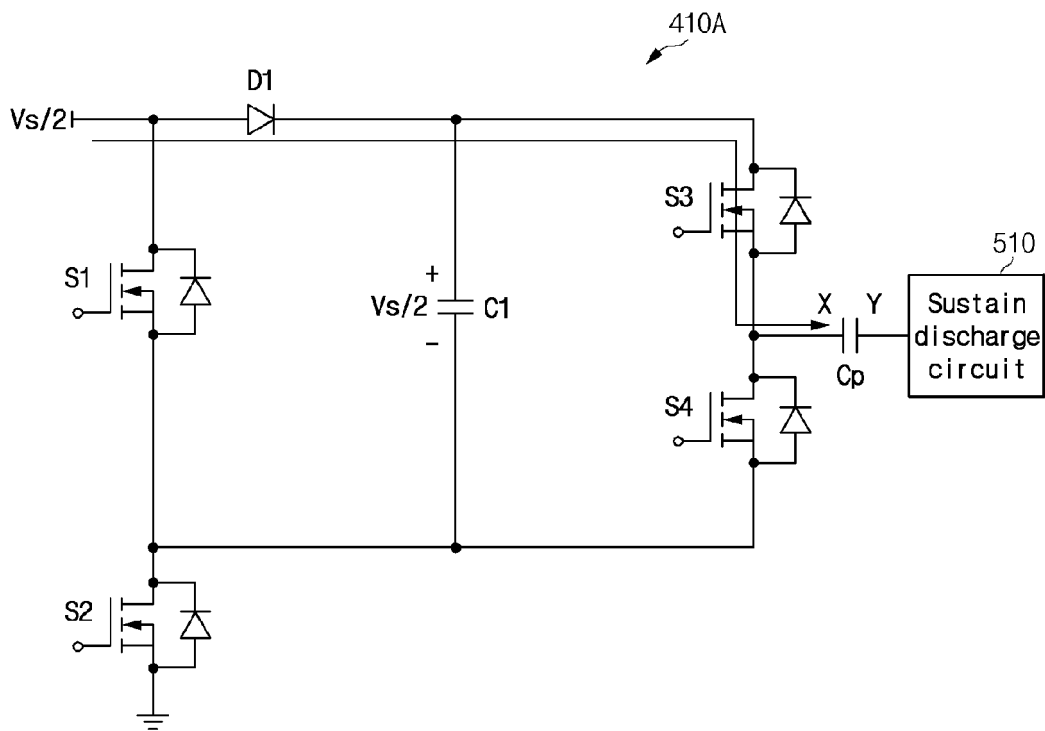 410A
D1
Vs/2
S3
510
S1
+
Vs/2
C1
-
X
Y
Sustain
discharge
circuit
Cp
S4
S2